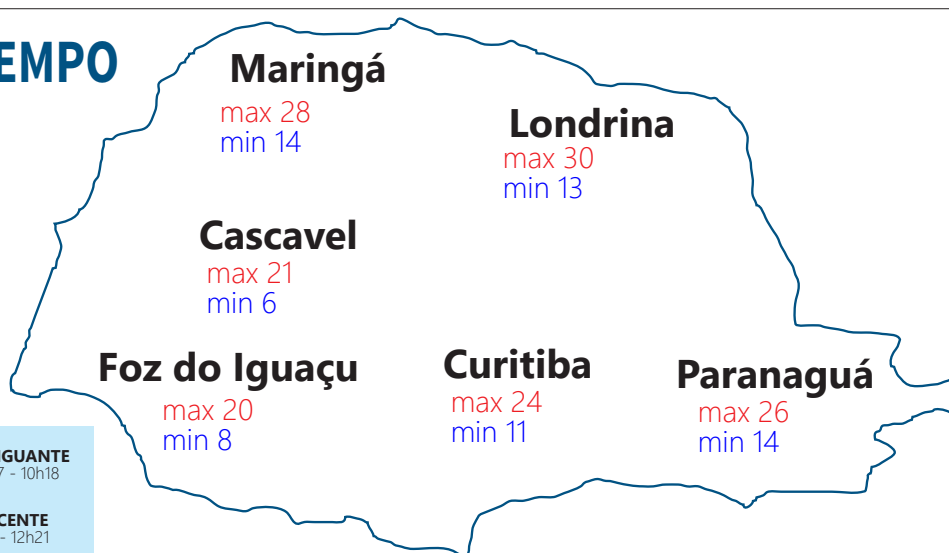 EMPO
Maringá
max 28
min 14
Londrina
max 30
min 13
Cascavel
max 21
min 6
Foz do Iguaçu
max 20
min 8
Curitiba
max 24
min 11
Paranaguá
max 26
min 14
GUANTE
7 - 10h18
CENTE
- 12h21